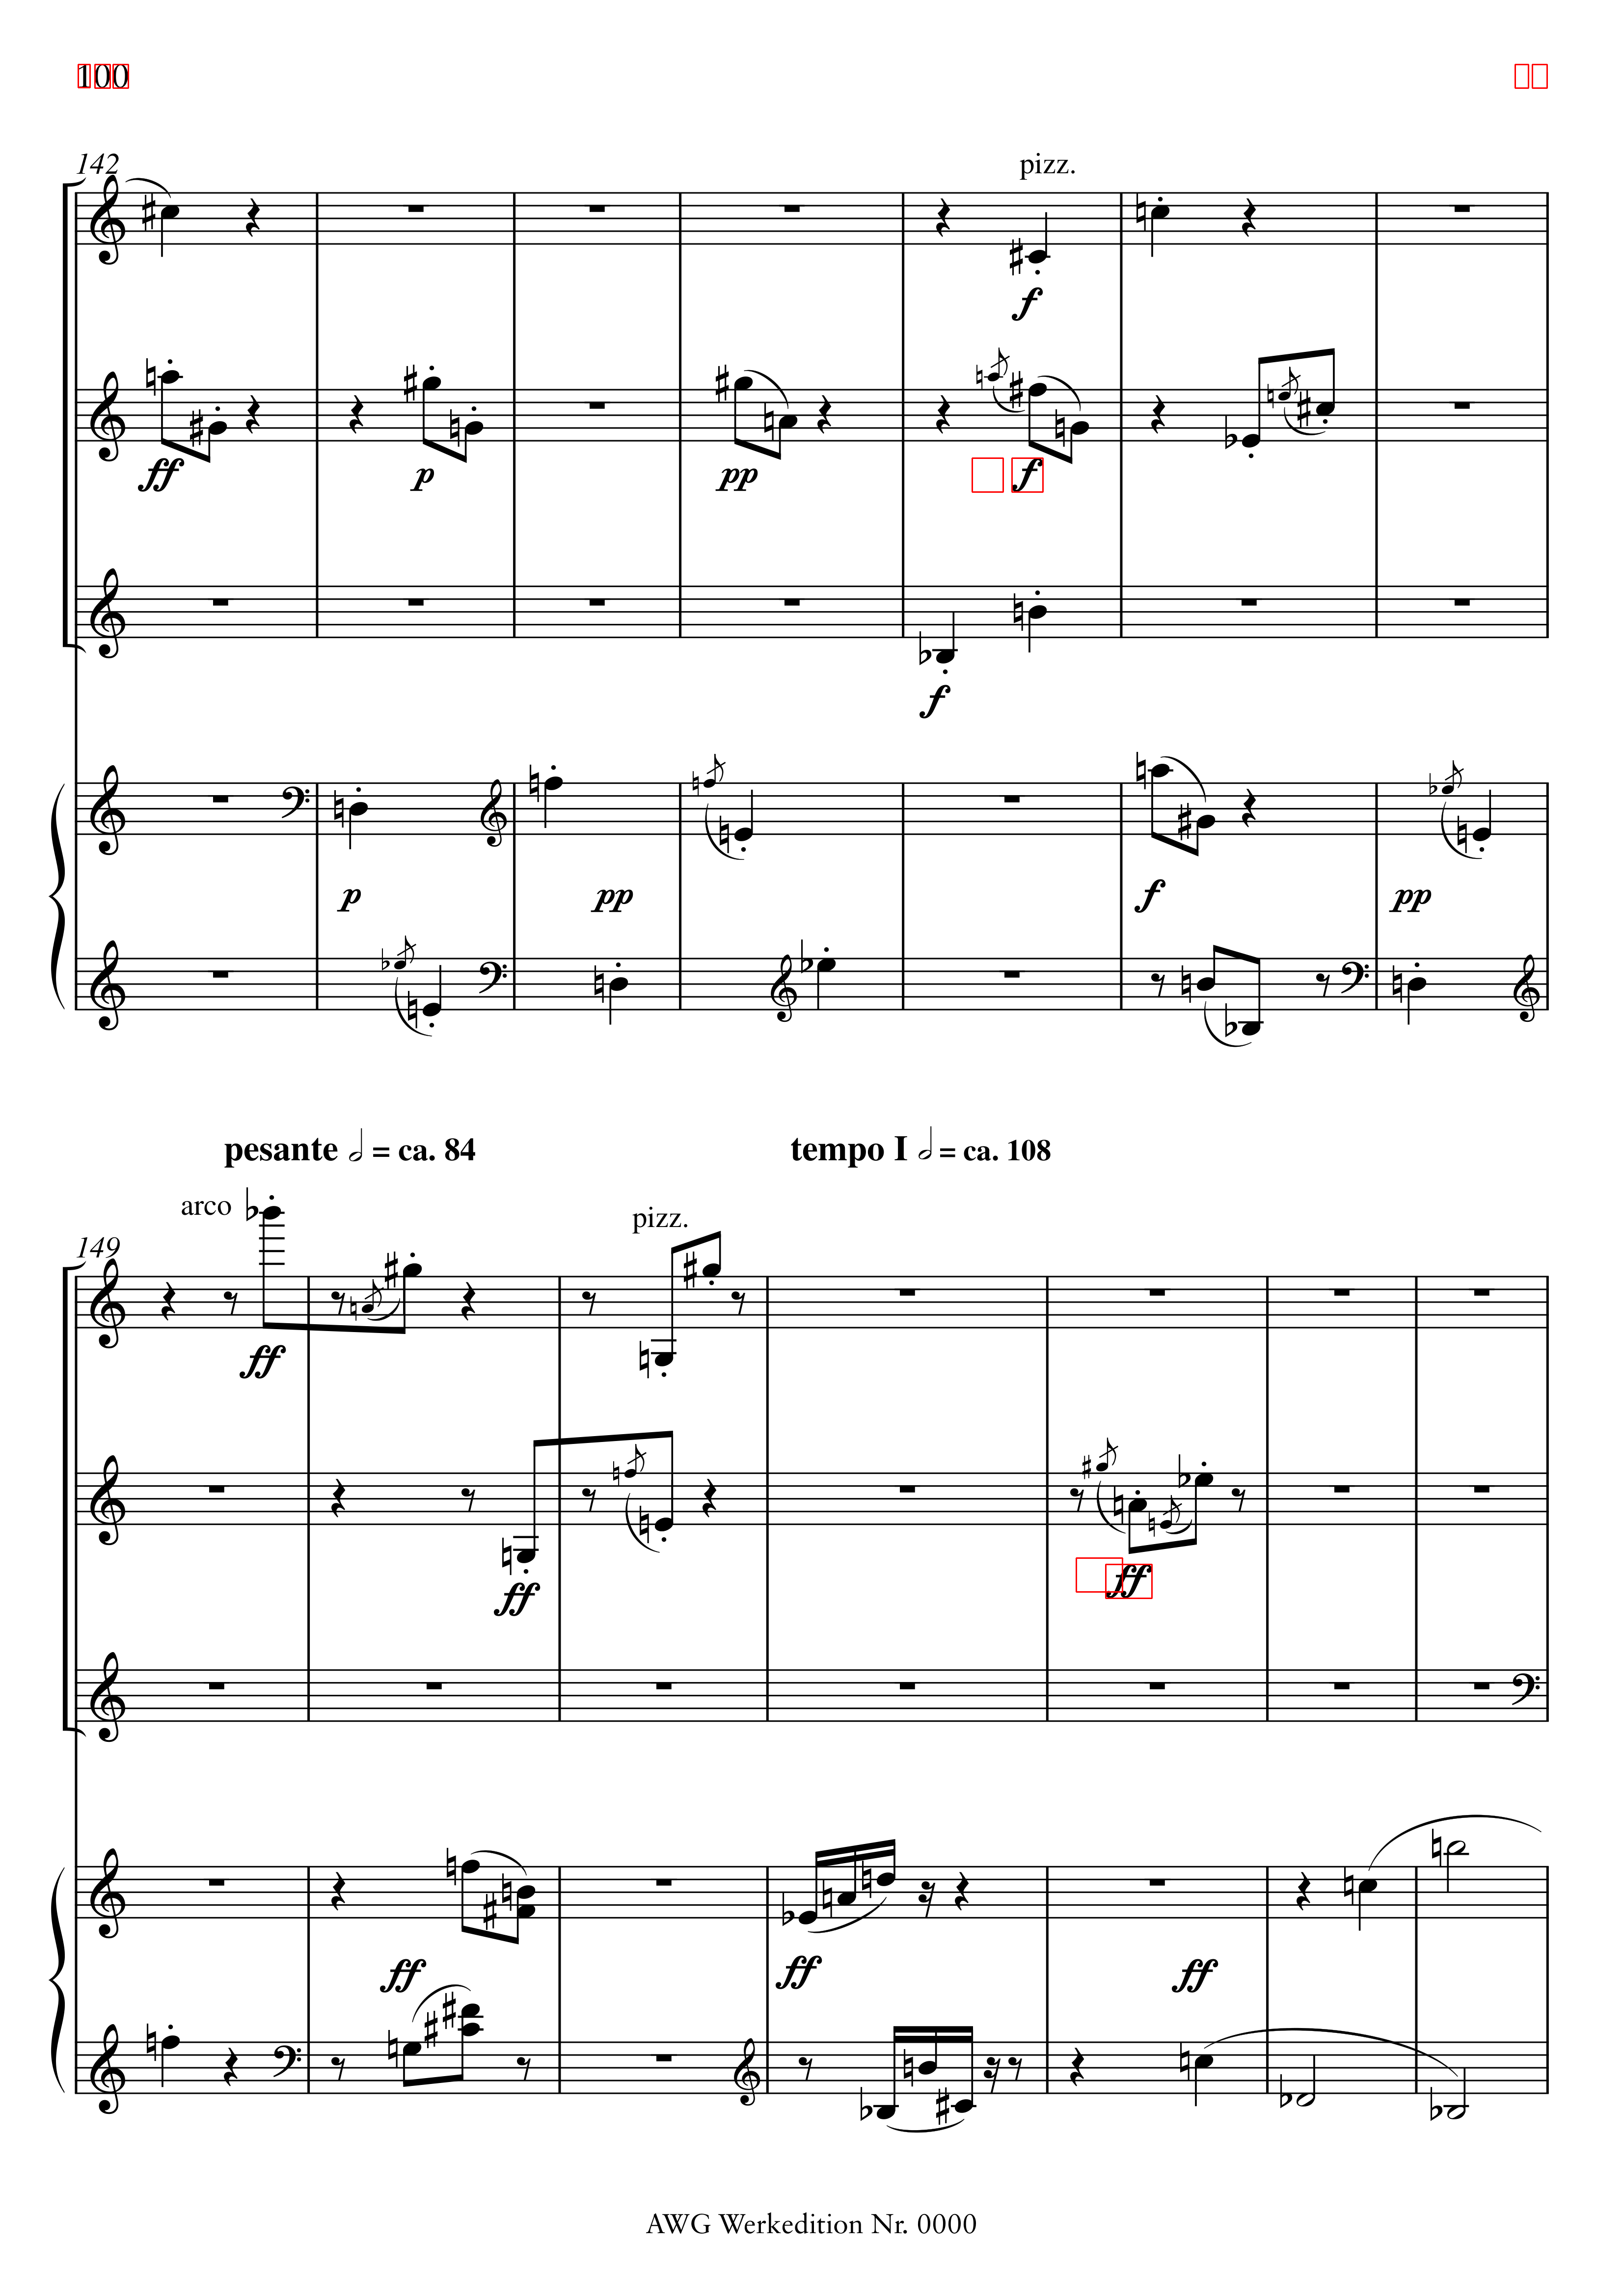 100
142
pizz.
f
ff
p
pp
f
f
p
pp
f
pp
pesante 𝅗𝅥 = ca. 84
tempo I 𝅗𝅥 = ca. 108
arco
pizz.
149
ff
ff
ff
ff
ff
ff
AWG Werkedition Nr. 0000